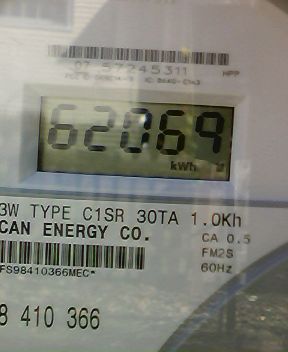 07 57245311 HPP
62069
kWh
3W TYPE C1SR 30TA 1.0Kh
CAN ENERGY CO. CA 0.5
FM2S
FS98410366MEC* 60Hz
8 410 366